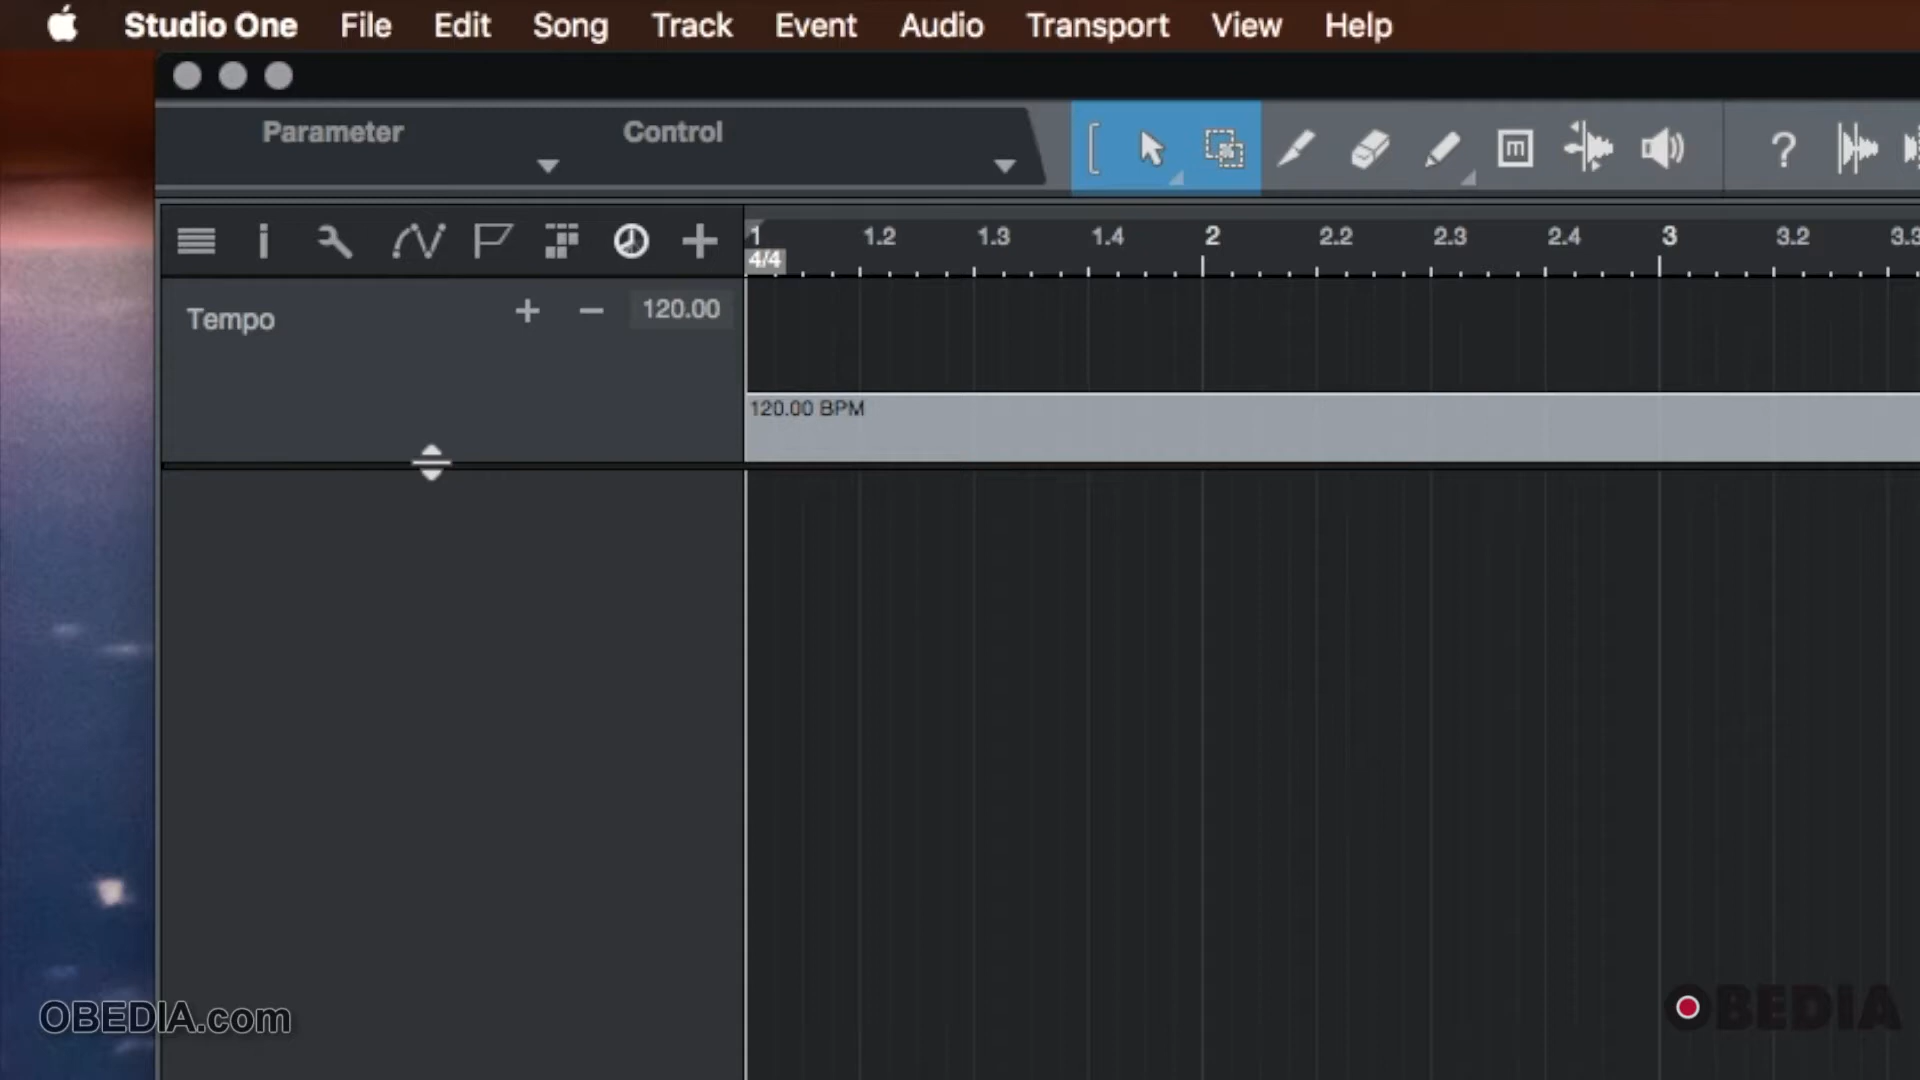 Studio One File Edit Song Track Event Audio Transport View Help
Parameter Control
1 1.2 1.3 1.4 2 2.2 2.3 2.4 3 3.2 3.3
4/4
Tempo + − 120.00
120.00 BPM
OBEDIA.com
OBEDIA